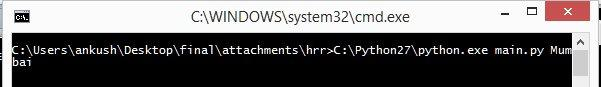 C:\WINDOWS\system32\cmd.exe
C:\Users\ankush\Desktop\final\attachments\hrr>C:\Python27\python.exe main.py Mum
bai